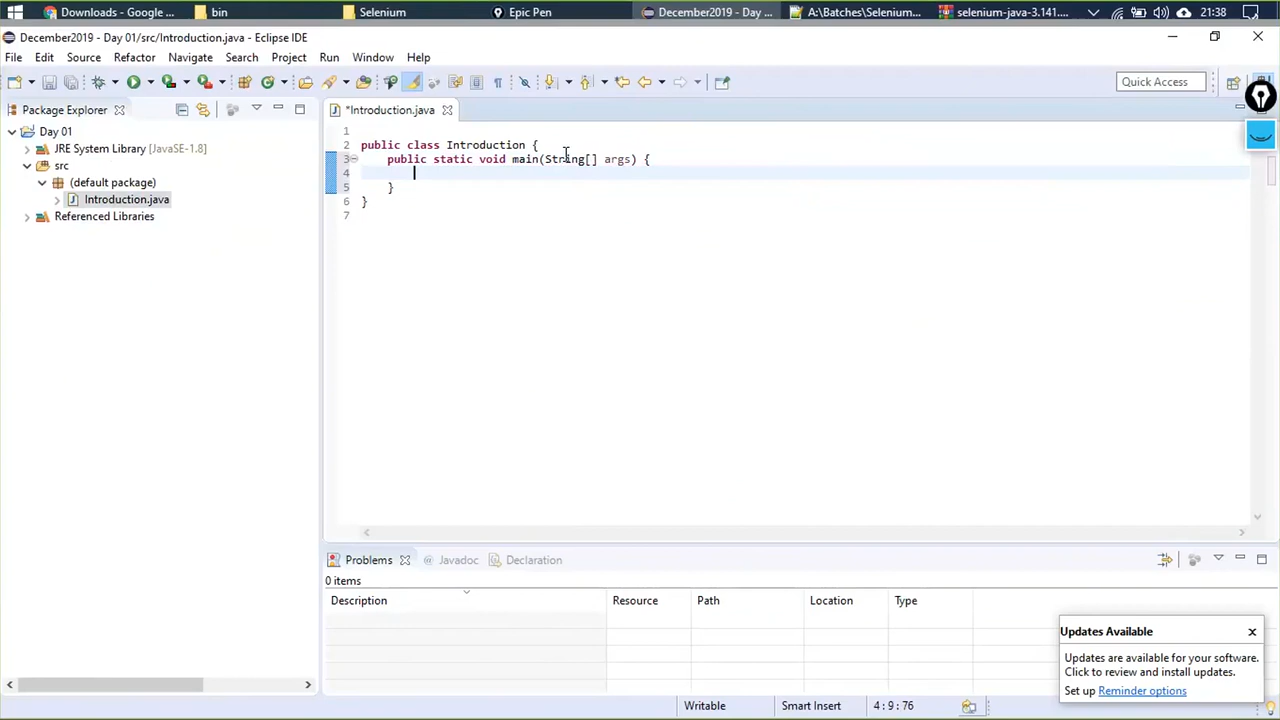 Downloads - Google ...
bin
Selenium
Epic Pen
December2019 - Day ...
A:\Batches\Selenium...
selenium-java-3.141....
21:38
December2019 - Day 01/src/Introduction.java - Eclipse IDE
File Edit Source Refactor Navigate Search Project Run Window Help
Quick Access
Package Explorer
*Introduction.java
Day 01
JRE System Library [JavaSE-1.8]
src
(default package)
Introduction.java
Referenced Libraries
1
2 public class Introduction {
3 public static void main(String[] args) {
4
5 }
6 }
7
Problems @ Javadoc Declaration
0 items
Description Resource Path Location Type
Updates Available
Updates are available for your software.
Click to review and install updates.
Set up Reminder options
Writable Smart Insert 4 : 9 : 76